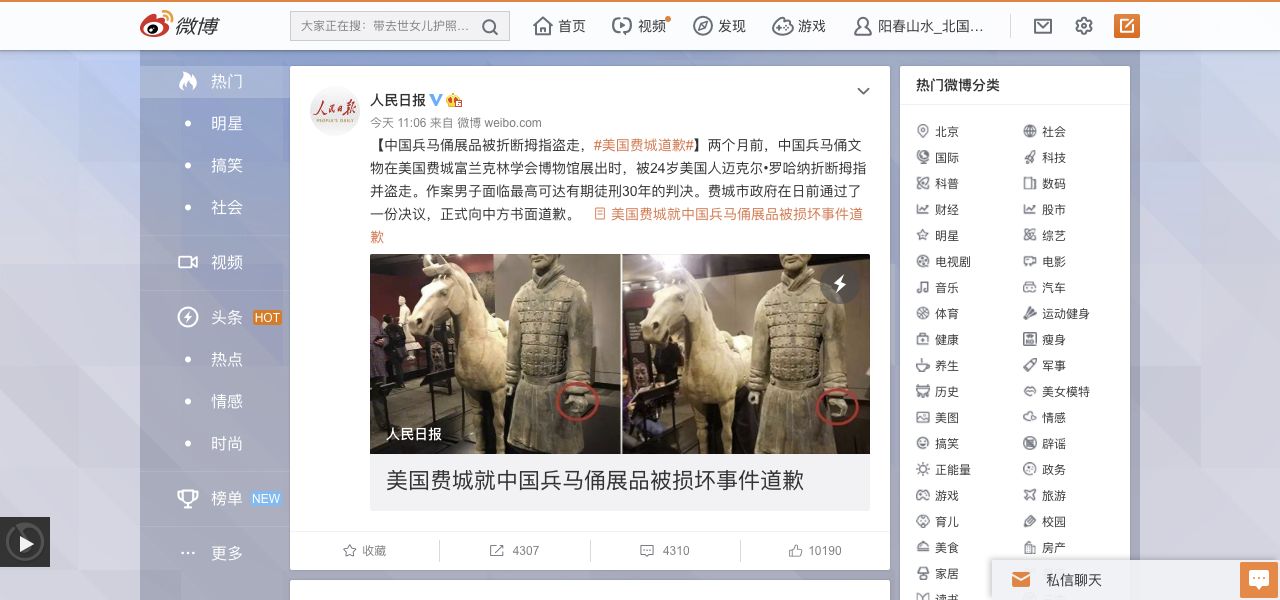 微博
大家正在搜：带去世女儿护照…
首页
视频
发现
游戏
阳春山水_北国…
热门
明星
搞笑
社会
视频
头条 HOT
热点
情感
时尚
榜单 NEW
更多
人民日报
人民日报
PEOPLE'S DAILY
今天 11:06 来自 微博 weibo.com
【中国兵马俑展品被折断拇指盗走，#美国费城道歉#】两个月前，中国兵马俑文
物在美国费城富兰克林学会博物馆展出时，被24岁美国人迈克尔•罗哈纳折断拇指
并盗走。作案男子面临最高可达有期徒刑30年的判决。费城市政府在日前通过了
一份决议，正式向中方书面道歉。 美国费城就中国兵马俑展品被损坏事件道
歉
人民日报
美国费城就中国兵马俑展品被损坏事件道歉
收藏
4307
4310
10190
热门微博分类
北京 社会
国际 科技
科普 数码
财经 股市
明星 综艺
电视剧 电影
音乐 汽车
体育 运动健身
健康 瘦身
养生 军事
历史 美女模特
美图 情感
搞笑 辟谣
正能量 政务
游戏 旅游
育儿 校园
美食 房产
家居
读书
私信聊天